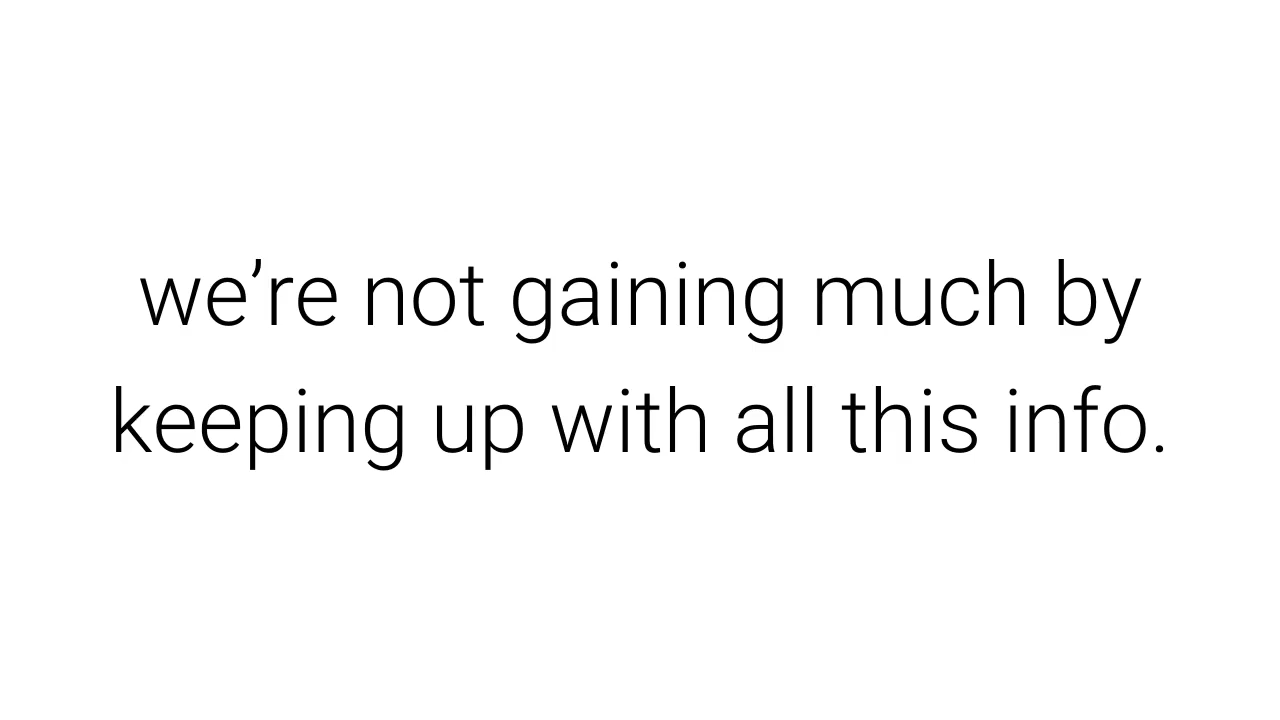 we’re not gaining much by
keeping up with all this info.